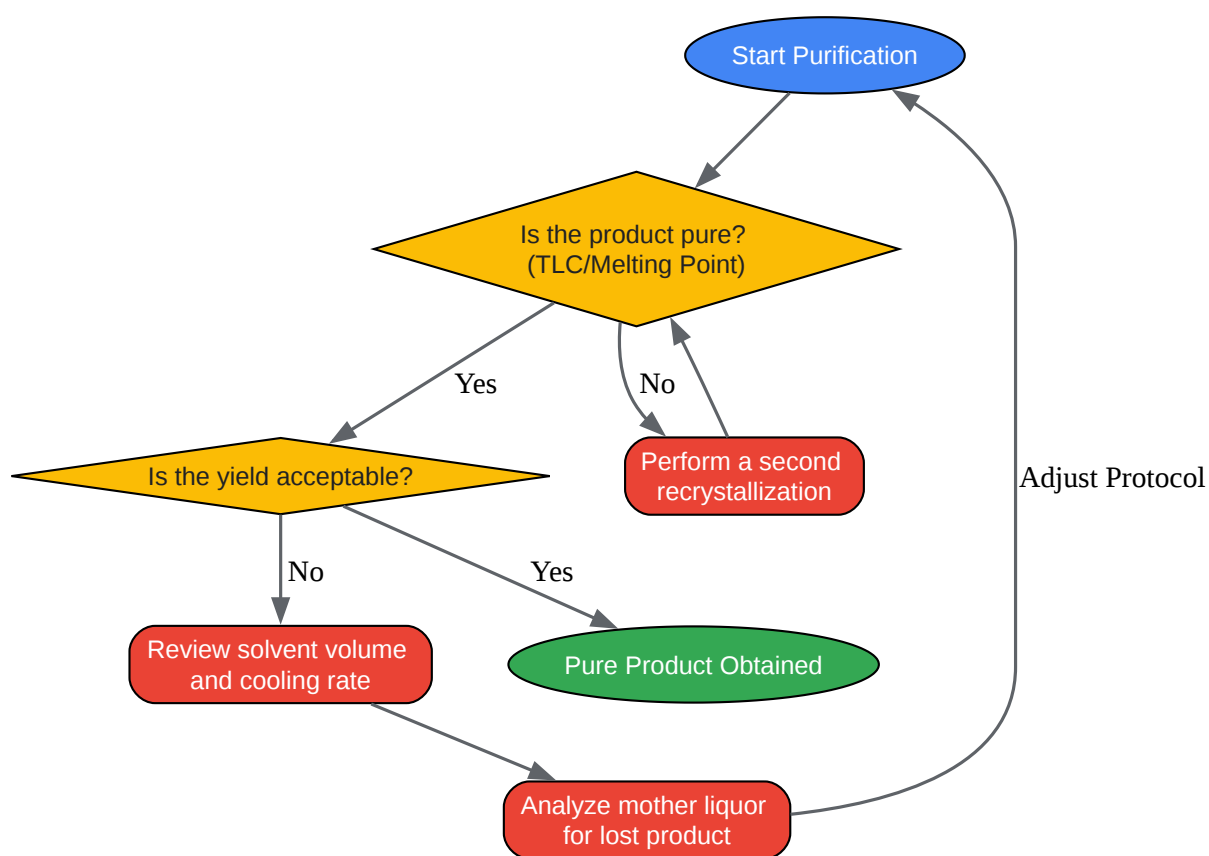 Start Purification
Is the product pure?
(TLC/Melting Point)
Yes
No
Is the yield acceptable?
Perform a second
recrystallization
Adjust Protocol
No
Yes
Review solvent volume
and cooling rate
Pure Product Obtained
Analyze mother liquor
for lost product